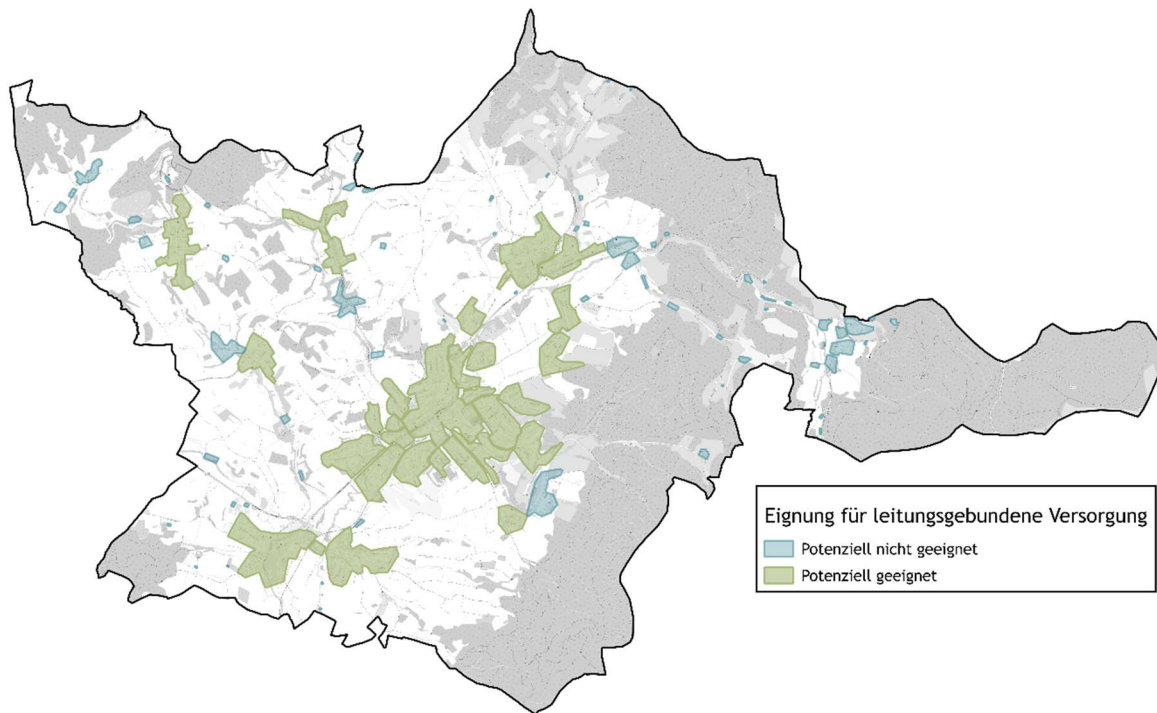 Eignung für leitungsgebundene Versorgung
Potenziell nicht geeignet
Potenziell geeignet